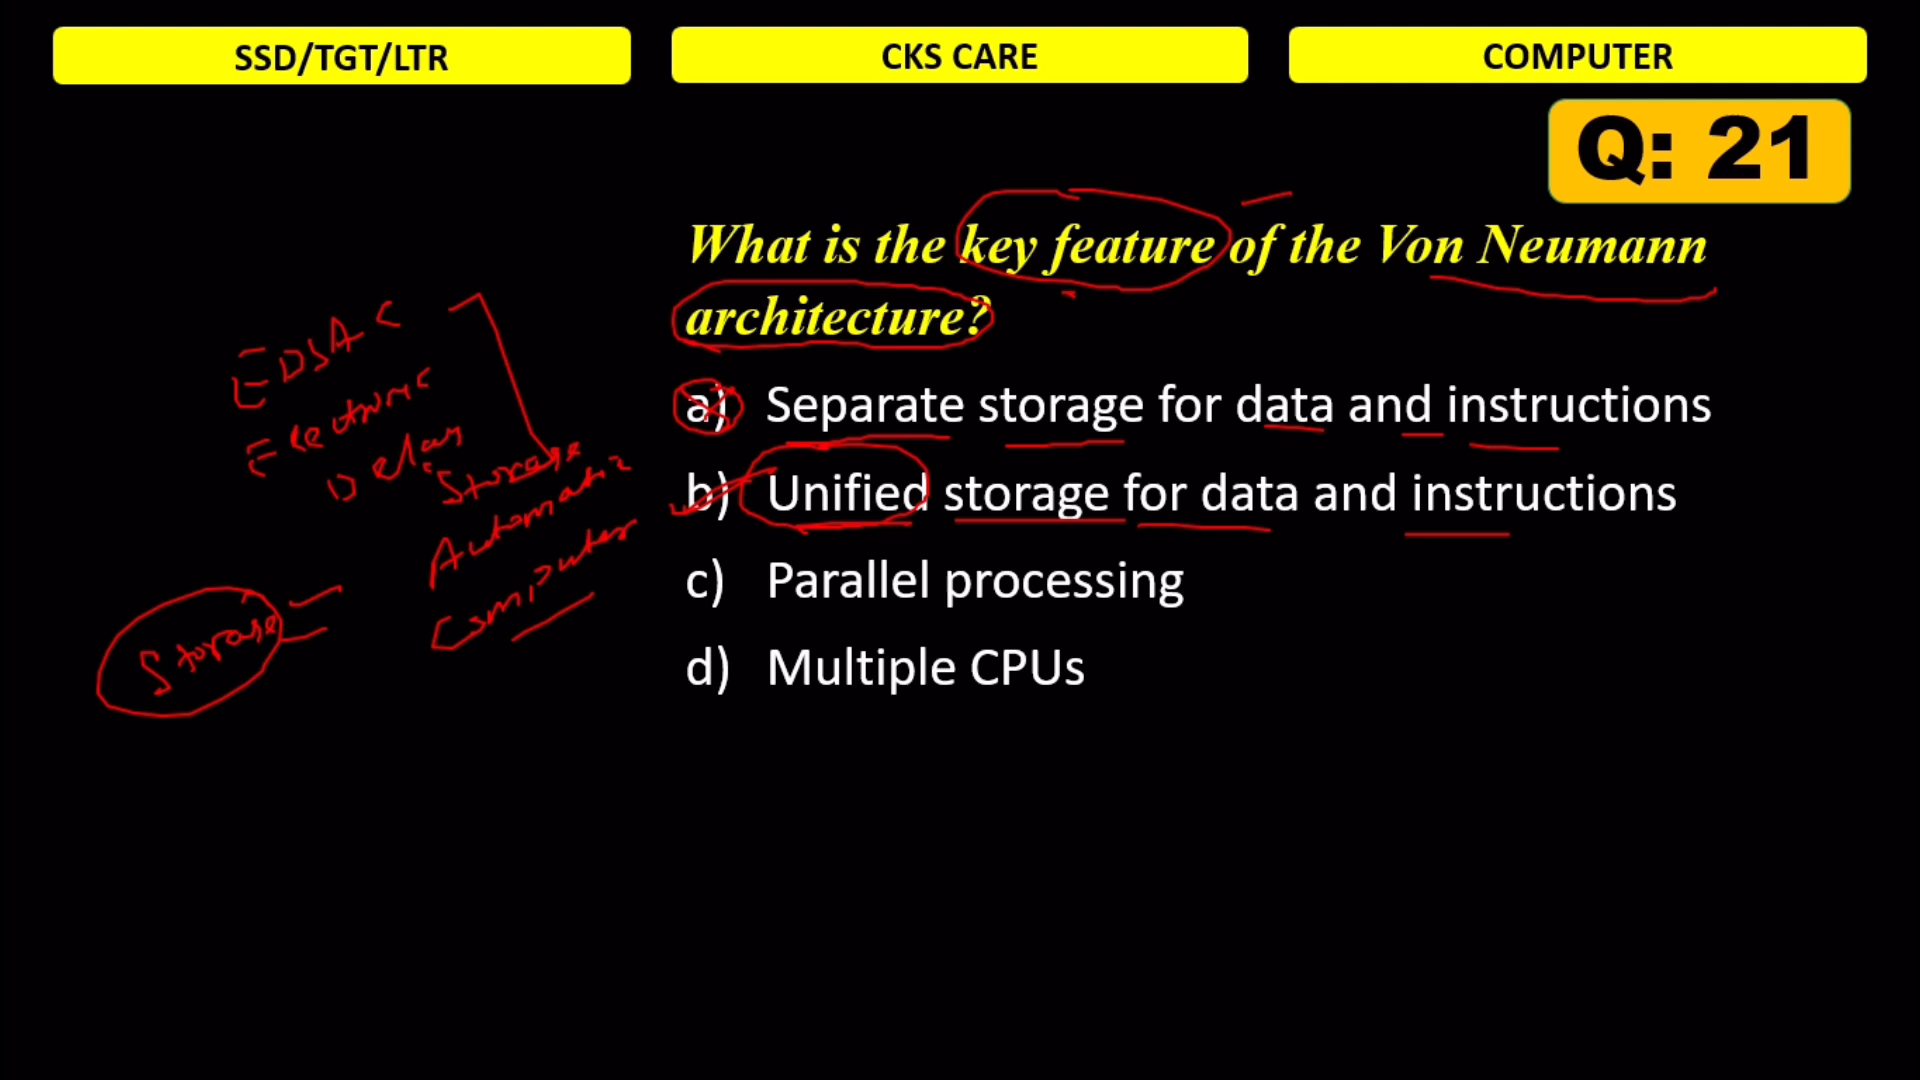 SSD/TGT/LTR
CKS CARE
COMPUTER
Q: 21
What is the key feature of the Von Neumann
architecture?
a) Separate storage for data and instructions
b) Unified storage for data and instructions
c) Parallel processing
d) Multiple CPUs
EDSAC
Electronic
Delay
Storage
Automatic
Computer
Storage